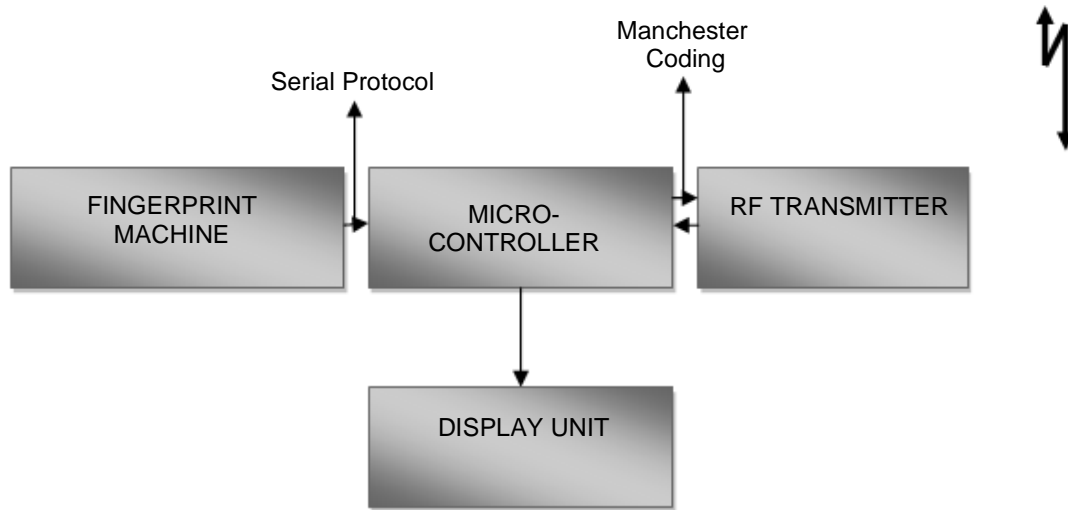 Manchester
Coding
Serial Protocol
FINGERPRINT
MACHINE
MICRO-
CONTROLLER
RF TRANSMITTER
DISPLAY UNIT